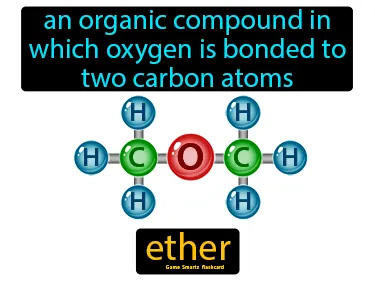 an organic compound in
which oxygen is bonded to
two carbon atoms
H H
H C O C H
H H
ether
Game Smartz flashcard